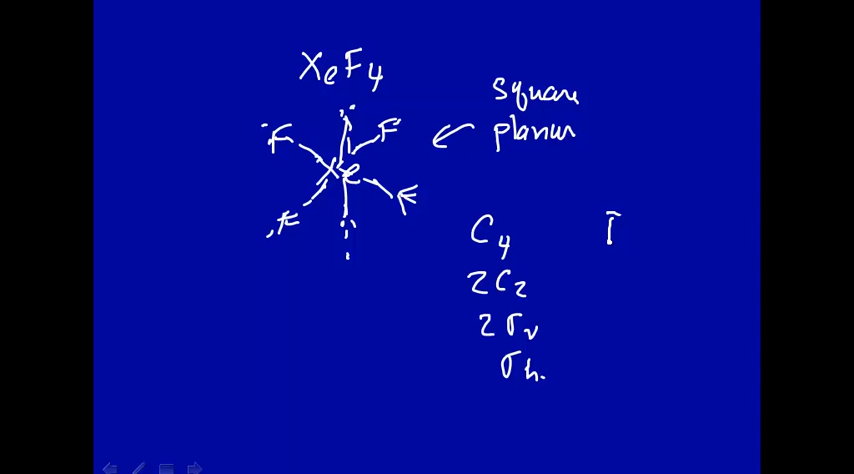 XeF4
square
planar
F F
Xe
F F
C4
2C2
2σv
σh.